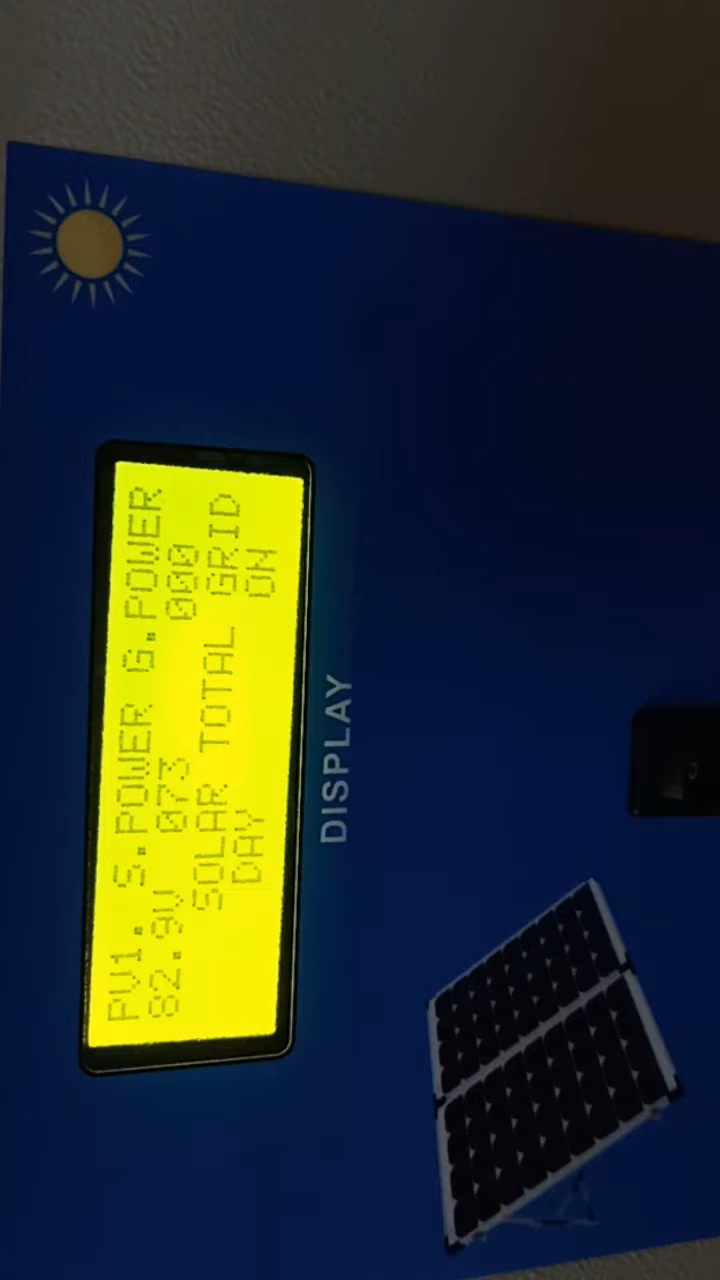 PV1. S.POWER G.POWER
82.9V 073 000
SOLAR TOTAL GRID
DAY ON
DISPLAY